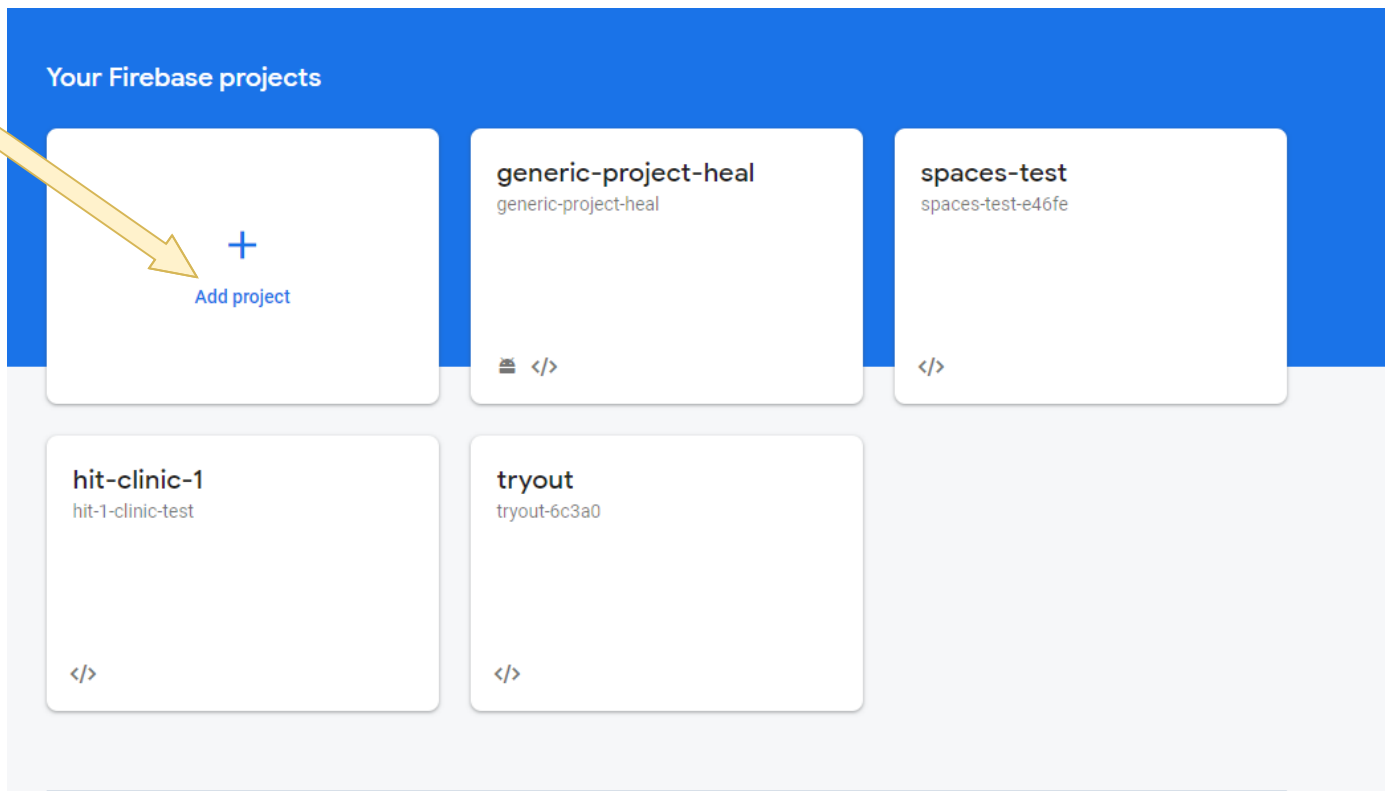 Your Firebase projects
Add project
generic-project-heal
generic-project-heal
</>
spaces-test
spaces-test-e46fe
</>
hit-clinic-1
hit-1-clinic-test
</>
tryout
tryout-6c3a0
</>